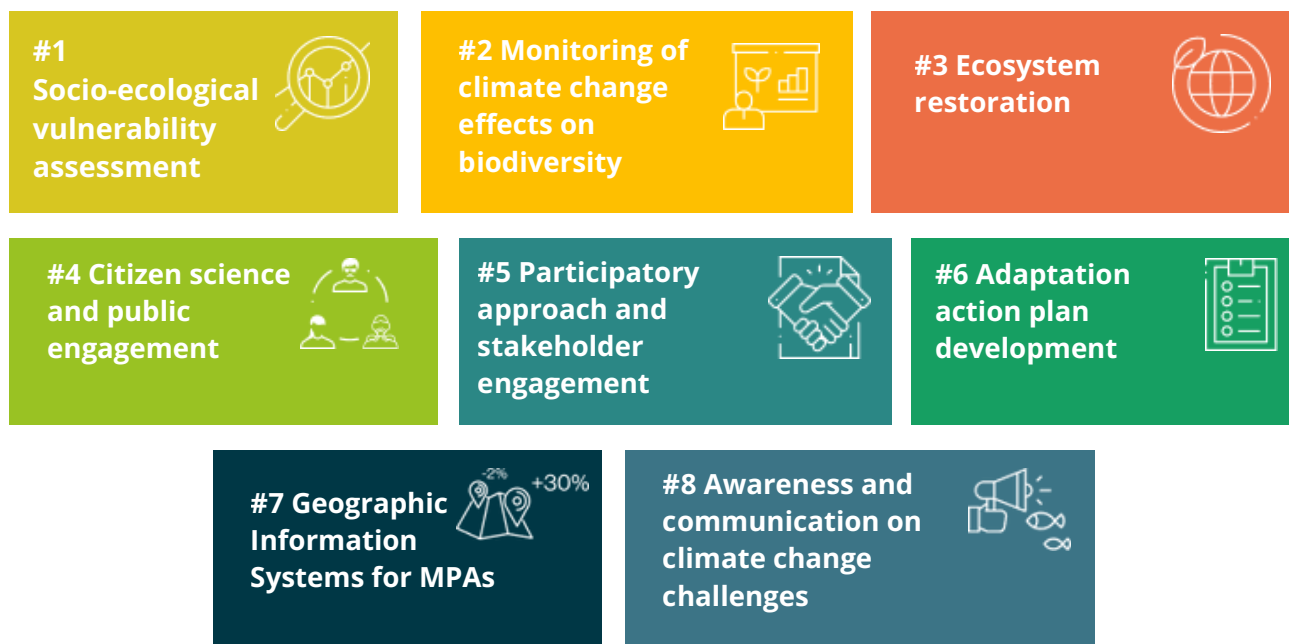 #1
Socio-ecological
vulnerability
assessment
#2 Monitoring of
climate change
effects on
biodiversity
#3 Ecosystem
restoration
#4 Citizen science
and public
engagement
#5 Participatory
approach and
stakeholder
engagement
#6 Adaptation
action plan
development
#7 Geographic
Information
Systems for MPAs
-2%
+30%
#8 Awareness and
communication on
climate change
challenges